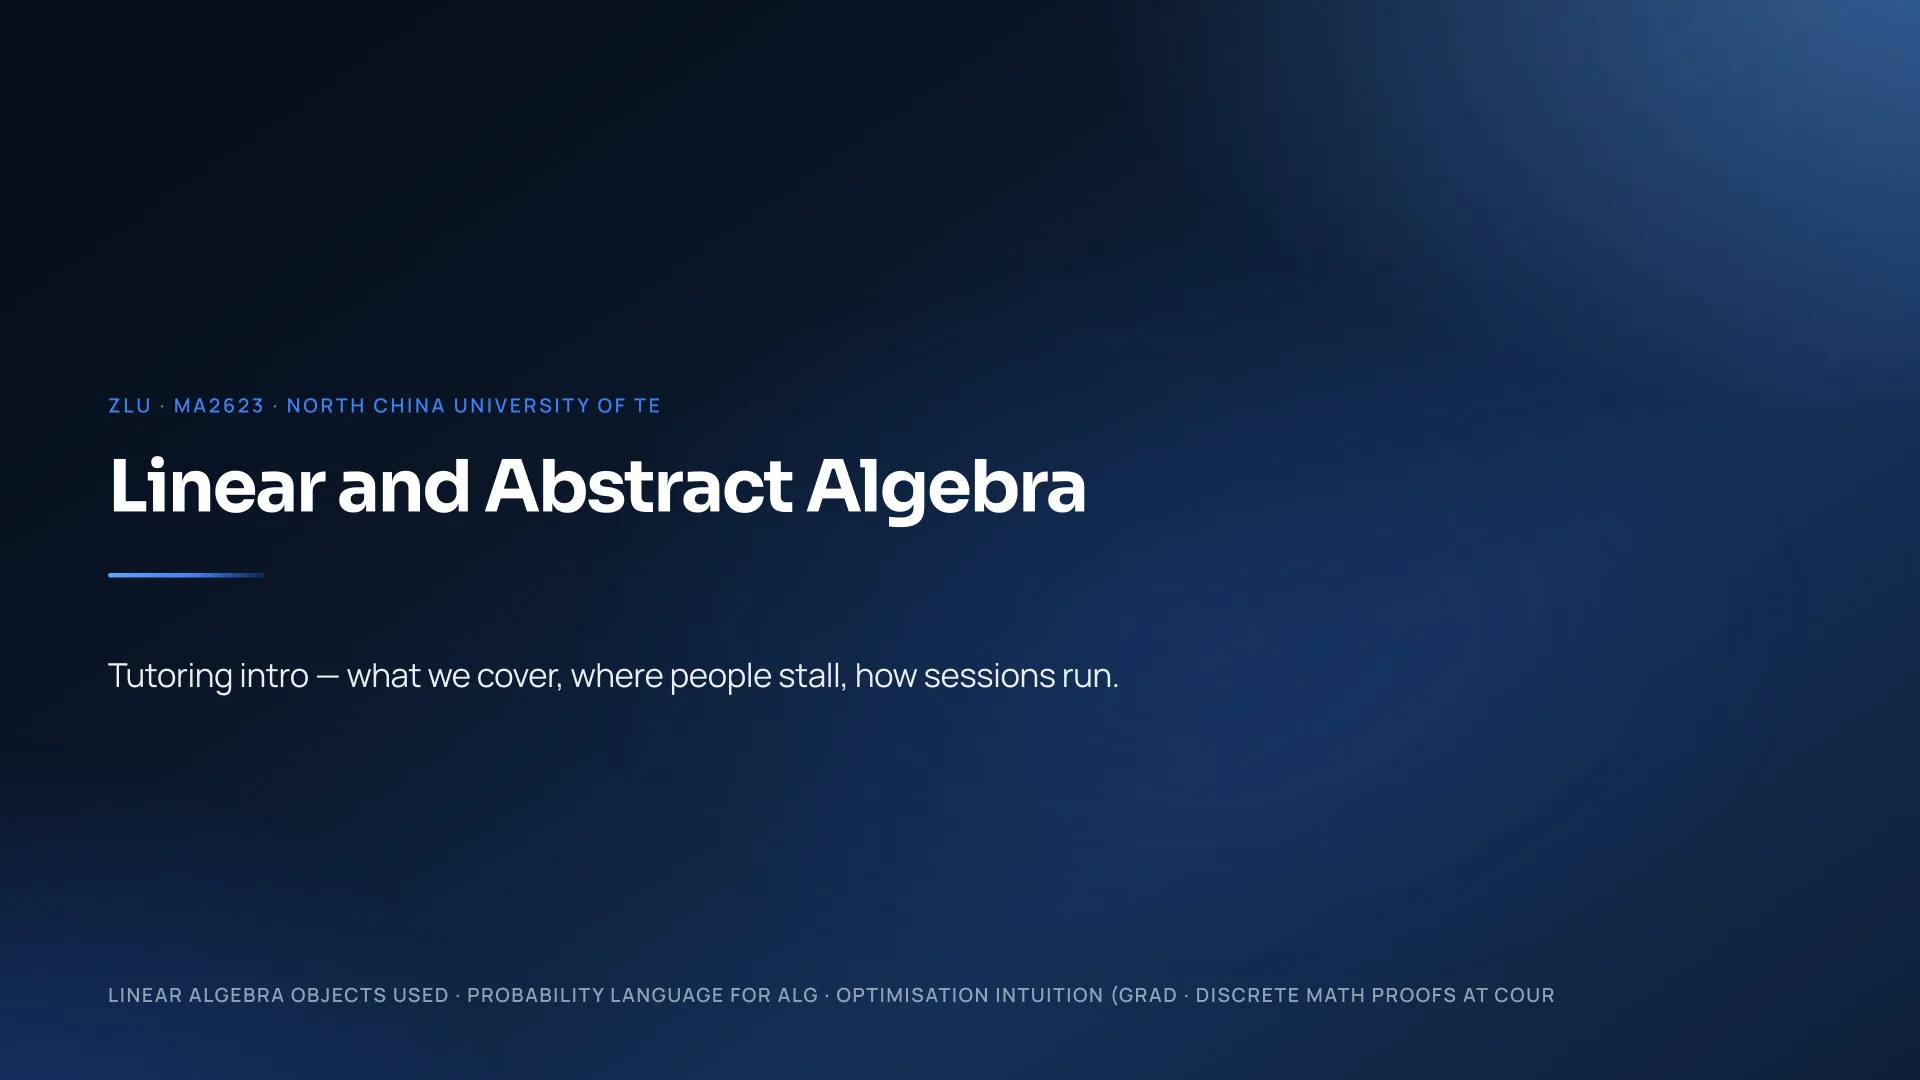 ZLU · MA2623 · NORTH CHINA UNIVERSITY OF TE
Linear and Abstract Algebra
Tutoring intro — what we cover, where people stall, how sessions run.
LINEAR ALGEBRA OBJECTS USED · PROBABILITY LANGUAGE FOR ALG · OPTIMISATION INTUITION (GRAD · DISCRETE MATH PROOFS AT COUR